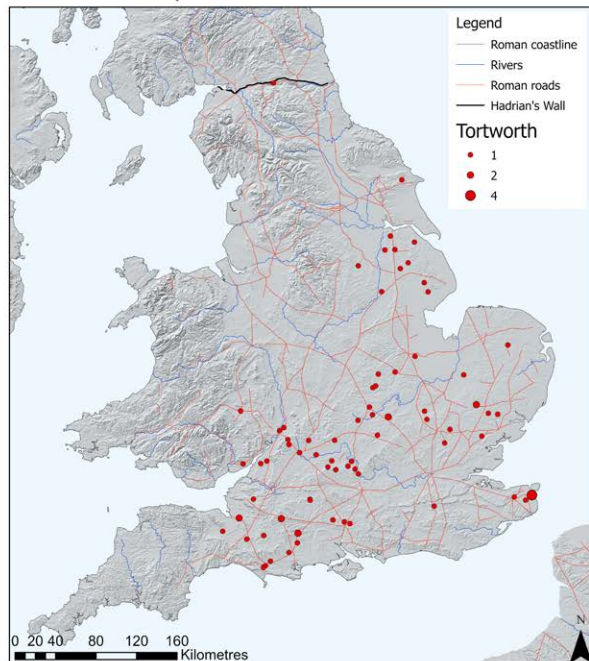 Legend
Roman coastline
Rivers
Roman roads
Hadrian's Wall
Tortworth
1
2
4
N
0 20 40 80 120 160
Kilometres